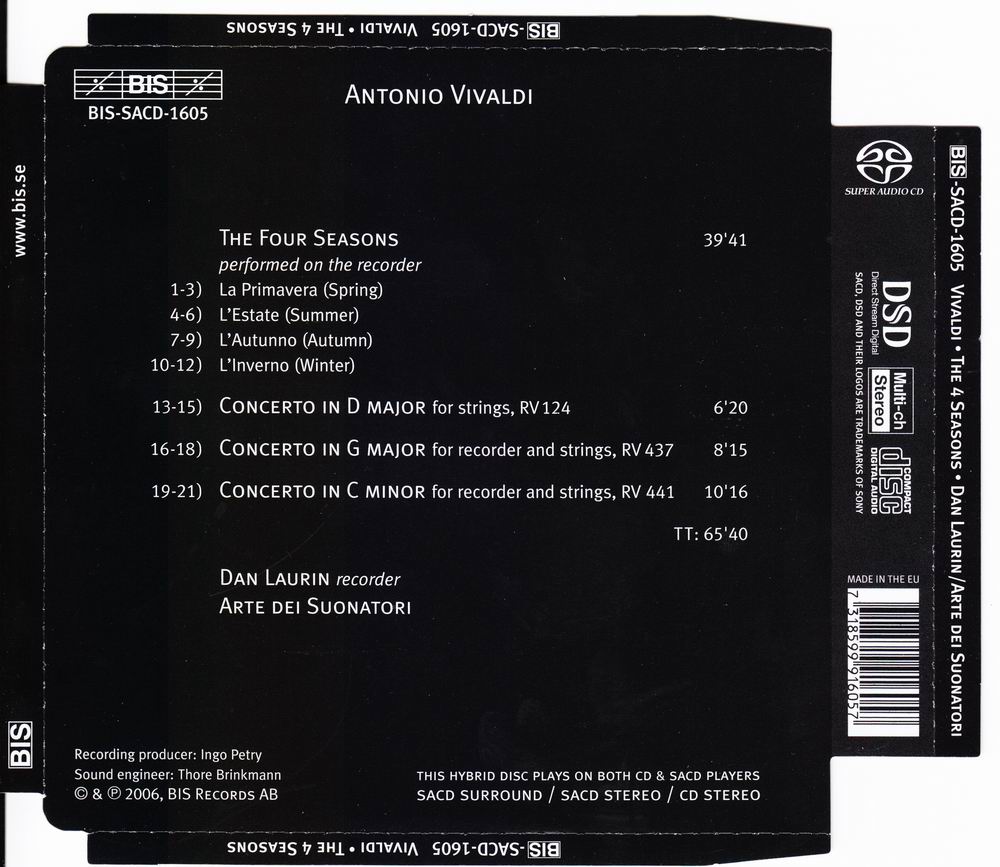 BIS-SACD-1605 VIVALDI • THE 4 SEASONS
BIS
BIS-SACD-1605
ANTONIO VIVALDI
www.bis.se
THE FOUR SEASONS 39'41
performed on the recorder
1-3) La Primavera (Spring)
4-6) L'Estate (Summer)
7-9) L'Autunno (Autumn)
10-12) L'Inverno (Winter)
13-15) CONCERTO IN D MAJOR for strings, RV 124 6'20
16-18) CONCERTO IN G MAJOR for recorder and strings, RV 437 8'15
19-21) CONCERTO IN C MINOR for recorder and strings, RV 441 10'16
TT: 65'40
DAN LAURIN recorder
ARTE DEI SUONATORI
BIS
Recording producer: Ingo Petry
Sound engineer: Thore Brinkmann
© & ℗ 2006, BIS RECORDS AB
THIS HYBRID DISC PLAYS ON BOTH CD & SACD PLAYERS
SACD SURROUND / SACD STEREO / CD STEREO
SUPER AUDIO CD
DSD
Direct Stream Digital
SACD, DSD AND THEIR LOGOS ARE TRADEMARKS OF SONY
Multi-ch
Stereo
COMPACT
disc
DIGITAL AUDIO
MADE IN THE EU
7 318599 916057
BIS-SACD-1605 VIVALDI • THE 4 SEASONS • DAN LAURIN/ARTE DEI SUONATORI
BIS-SACD-1605 VIVALDI • THE 4 SEASONS